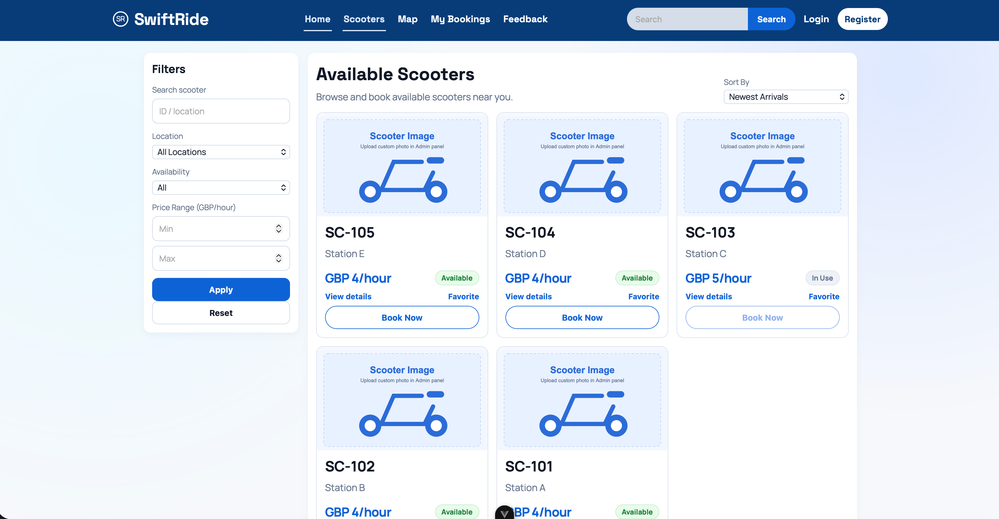 SR SwiftRide Home Scooters Map My Bookings Feedback Search Search Login Register
Filters
Search scooter
ID / location
Location
All Locations
Availability
All
Price Range (GBP/hour)
Min
Max
Apply
Reset
Available Scooters
Browse and book available scooters near you.
Sort By
Newest Arrivals
Scooter Image
Upload custom photo in Admin panel
SC-105
Station E
GBP 4/hour Available
View details Favorite
Book Now
Scooter Image
Upload custom photo in Admin panel
SC-104
Station D
GBP 4/hour Available
View details Favorite
Book Now
Scooter Image
Upload custom photo in Admin panel
SC-103
Station C
GBP 5/hour In Use
View details Favorite
Book Now
Scooter Image
Upload custom photo in Admin panel
SC-102
Station B
GBP 4/hour Available
Scooter Image
Upload custom photo in Admin panel
SC-101
Station A
GBP 4/hour Available